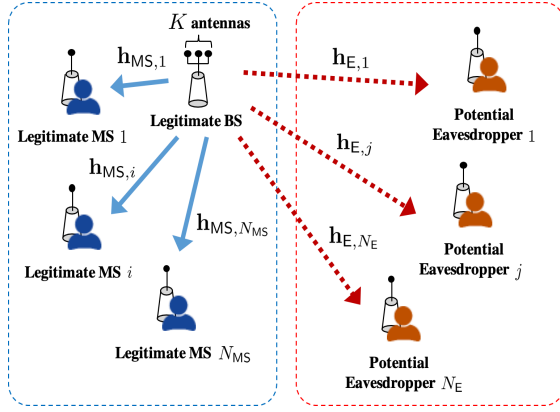 K antennas
h_MS,1
Legitimate MS 1
Legitimate BS
h_MS,i
Legitimate MS i
h_MS,N_MS
Legitimate MS N_MS
h_E,1
Potential
Eavesdropper 1
h_E,j
Potential
Eavesdropper j
h_E,N_E
Potential
Eavesdropper N_E